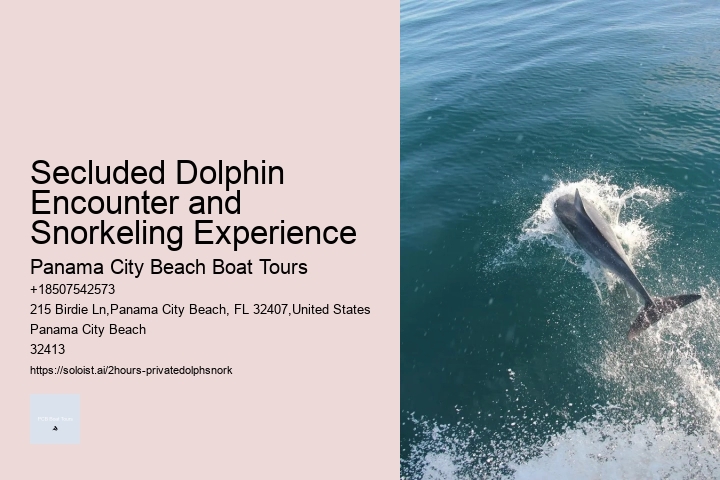 Secluded Dolphin
Encounter and
Snorkeling Experience
Panama City Beach Boat Tours
+18507542573
215 Birdie Ln,Panama City Beach, FL 32407,United States
Panama City Beach
32413
https://soloist.ai/2hours-privatedolphsnork